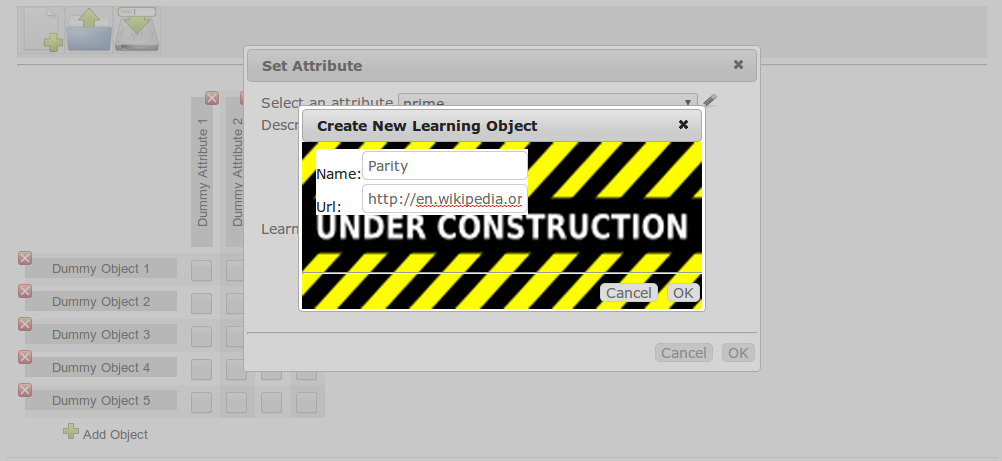 Set Attribute
Select an attribute prime
Descr
Create New Learning Object
Name: Parity
Url: http://en.wikipedia.or
UNDER CONSTRUCTION
Learn
Cancel OK
Cancel OK
Dummy Attribute 1
Dummy Attribute 2
Dummy Object 1
Dummy Object 2
Dummy Object 3
Dummy Object 4
Dummy Object 5
Add Object